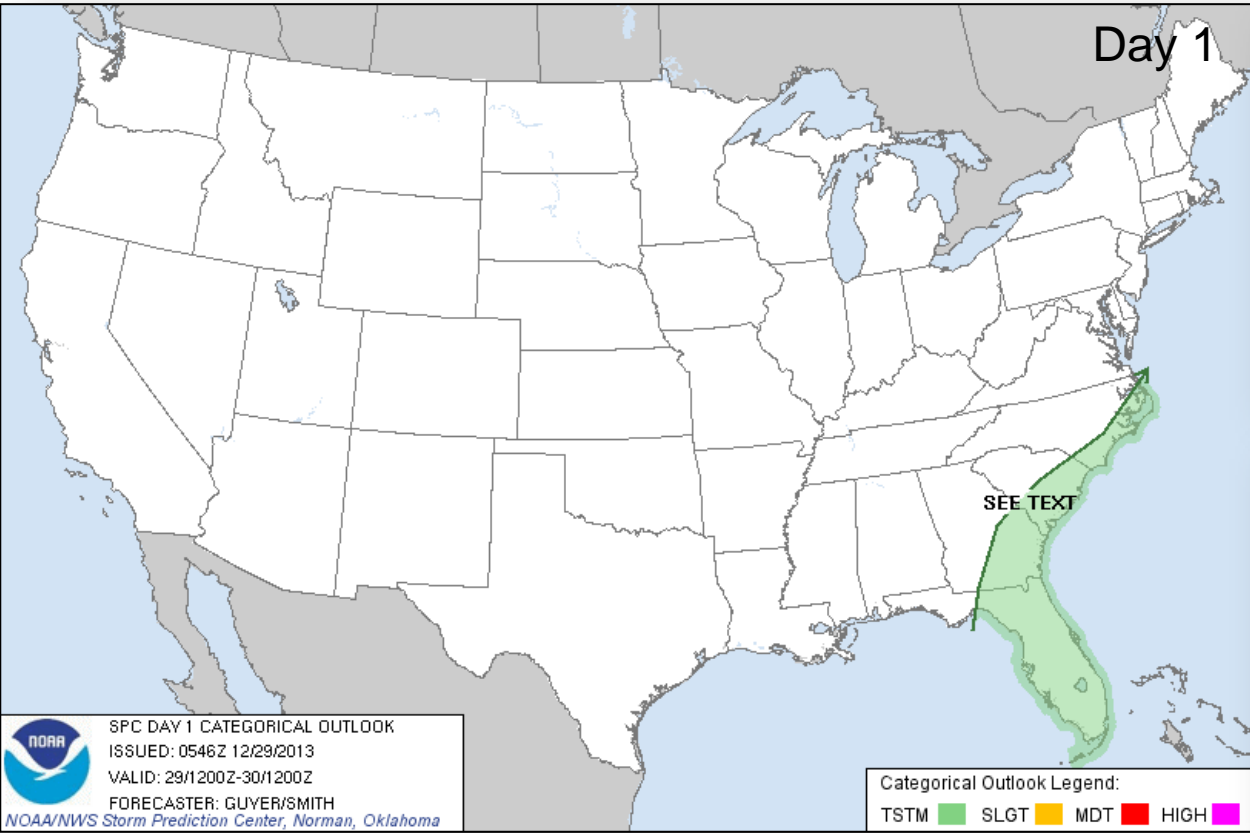 Day 1
SEE TEXT
NOAA
SPC DAY 1 CATEGORICAL OUTLOOK
ISSUED: 0546Z 12/29/2013
VALID: 29/1200Z-30/1200Z
FORECASTER: GUYER/SMITH
NOAA/NWS Storm Prediction Center, Norman, Oklahoma
Categorical Outlook Legend:
TSTM SLGT MDT HIGH